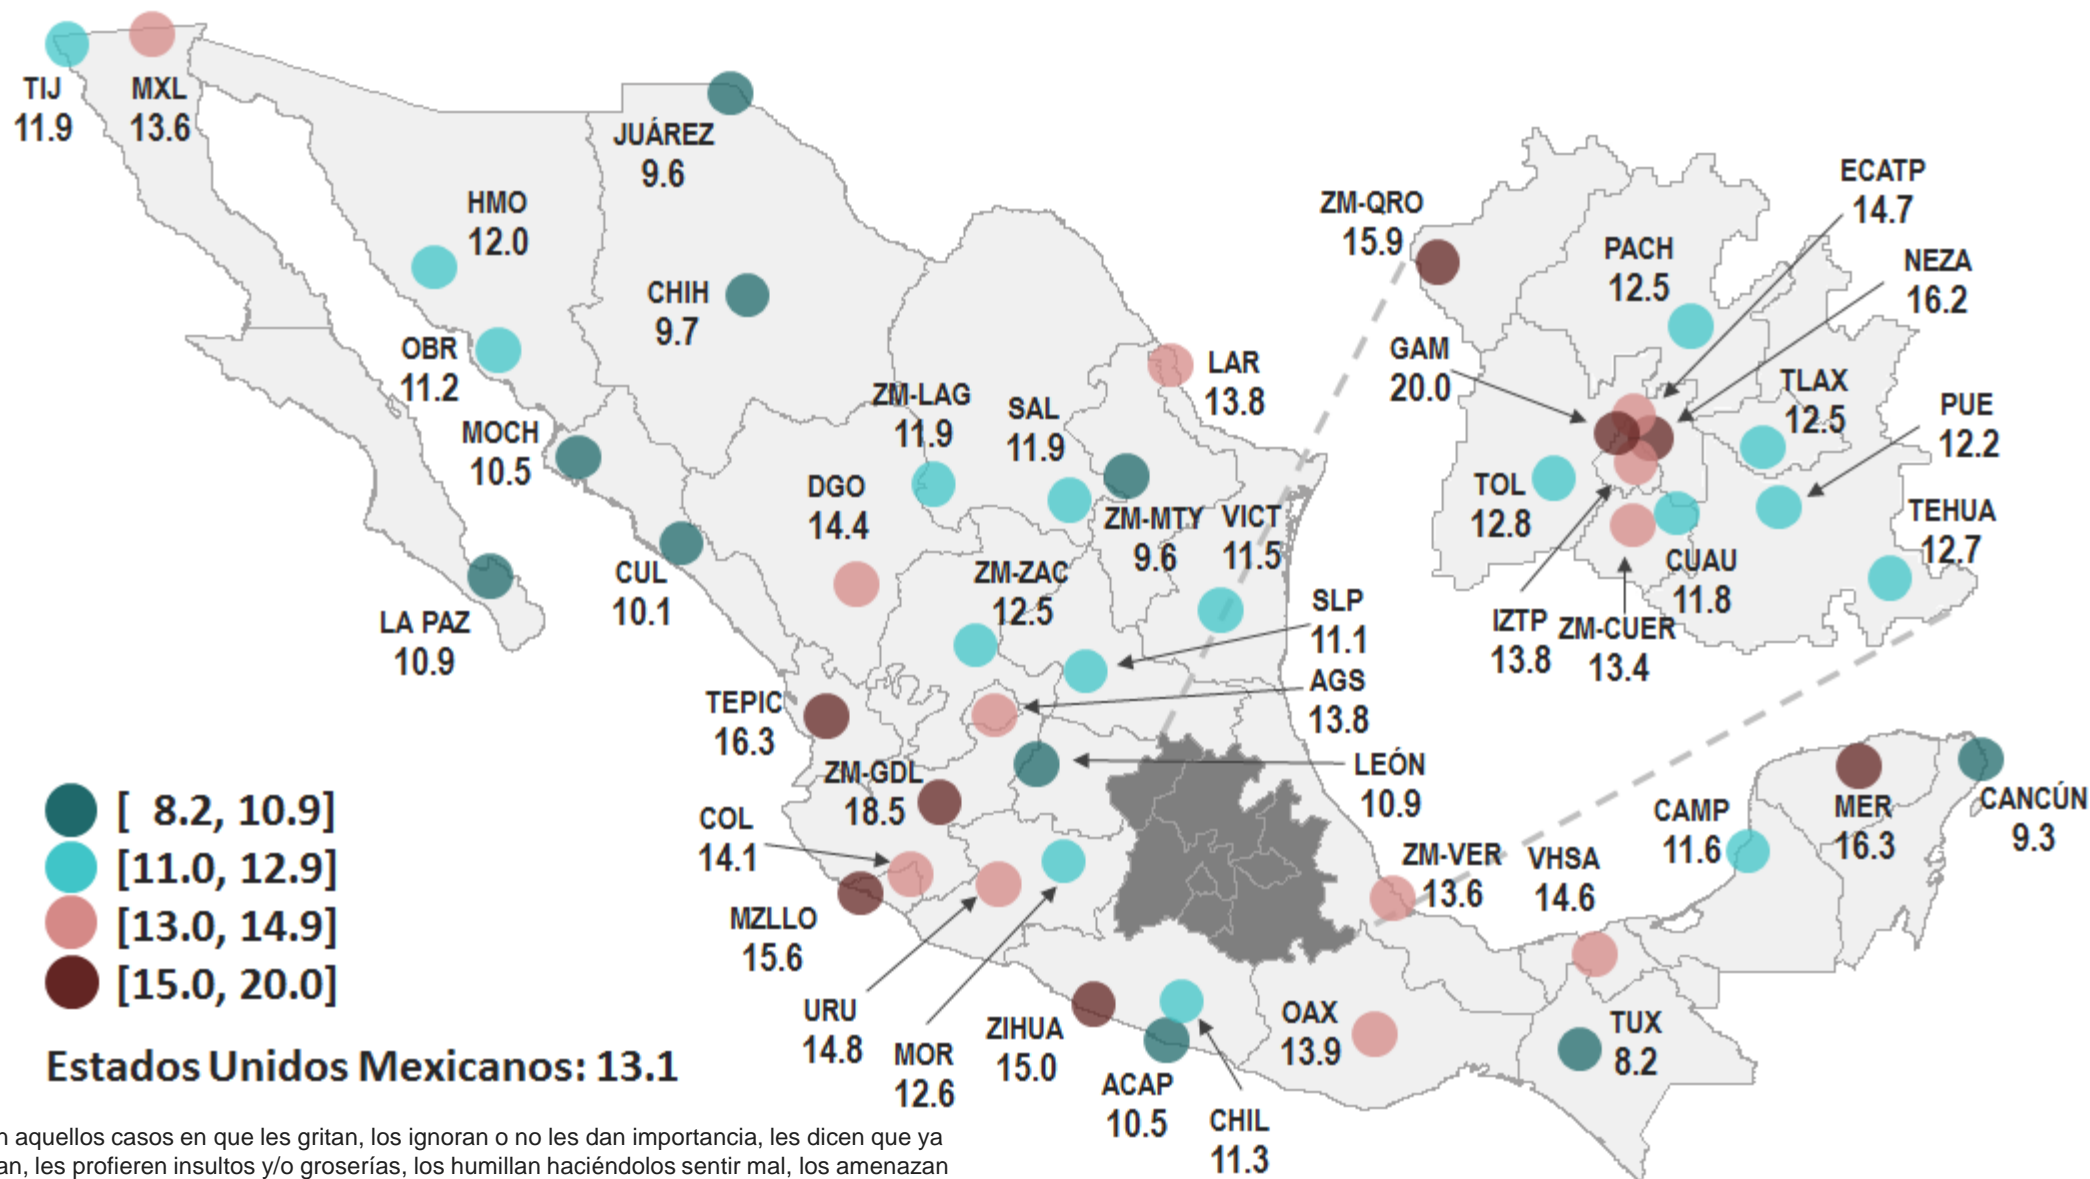 TIJ
11.9
MXL
13.6
JUÁREZ
9.6
HMO
12.0
CHIH
9.7
OBR
11.2
MOCH
10.5
CUL
10.1
LA PAZ
10.9
DGO
14.4
ZM-LAG
11.9
SAL
11.9
LAR
13.8
ZM-MTY
9.6
VICT
11.5
ZM-ZAC
12.5
SLP
11.1
AGS
13.8
LEÓN
10.9
TEPIC
16.3
ZM-GDL
18.5
COL
14.1
MZLLO
15.6
URU
14.8
MOR
12.6
ZIHUA
15.0
ACAP
10.5
CHIL
11.3
OAX
13.9
ZM-VER
13.6
VHSA
14.6
TUX
8.2
CAMP
11.6
MER
16.3
CANCÚN
9.3
ZM-QRO
15.9
PACH
12.5
ECATP
14.7
NEZA
16.2
GAM
20.0
TLAX
12.5
PUE
12.2
TOL
12.8
TEHUA
12.7
CUAU
11.8
IZTP
13.8
ZM-CUER
13.4
[ 8.2, 10.9]
[11.0, 12.9]
[13.0, 14.9]
[15.0, 20.0]
Estados Unidos Mexicanos: 13.1
aquellos casos en que les gritan, los ignoran o no les dan importancia, les dicen que ya
les profieren insultos y/o groserías, los humillan haciéndolos sentir mal, los amenazan